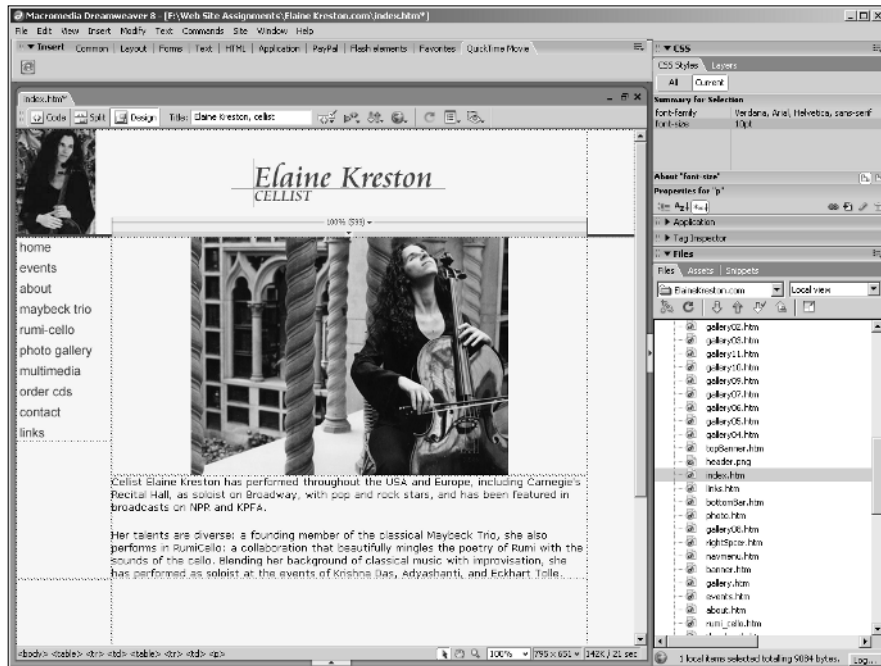 Macromedia Dreamweaver 8 - [F:\Web Site Assignments\Elaine Kreston.com\index.htm*]
File Edit View Insert Modify Text Commands Site Window Help
Insert Common Layout Forms Text HTML Application PayPal Flash elements Favorites QuickTime Movie
index.htm*
Code Split Design Title: Elaine Kreston, cellist
Elaine Kreston
CELLIST
100% (593)
home
events
about
maybeck trio
rumi-cello
photo gallery
multimedia
order cds
contact
links
Cellist Elaine Kreston has performed throughout the USA and Europe, including Carnegie's
Recital Hall, as soloist on Broadway, with pop and rock stars, and has been featured in
broadcasts on NPR and KPFA.
Her talents are diverse: a founding member of the classical Maybeck Trio, she also
performs in RumiCello: a collaboration that beautifully mingles the poetry of Rumi with the
sounds of the cello. Blending her background of classical music with improvisation, she
has performed as soloist at the events of Krishna Das, Adyashanti, and Eckhart Tolle.
<body> <table> <tr> <td> <table> <tr> <td> <p>
100% 795 x 651 142K / 21 sec
CSS
CSS Styles Layers
All Current
Summary for Selection
font-family Verdana, Arial, Helvetica, sans-serif
font-size 10pt
About "font-size"
Properties for "p"
Application
Tag Inspector
Files
Files Assets Snippets
ElaineKreston.com Local view
gallery02.htm
gallery03.htm
gallery11.htm
gallery10.htm
gallery09.htm
gallery07.htm
gallery06.htm
gallery05.htm
gallery04.htm
topBanner.htm
header.png
index.htm
links.htm
bottomBar.htm
photo.htm
gallery08.htm
rightSpcer.htm
navmenu.htm
banner.htm
gallery.htm
events.htm
about.htm
rumi_cello.htm
1 local items selected totalling 9084 bytes. Log...